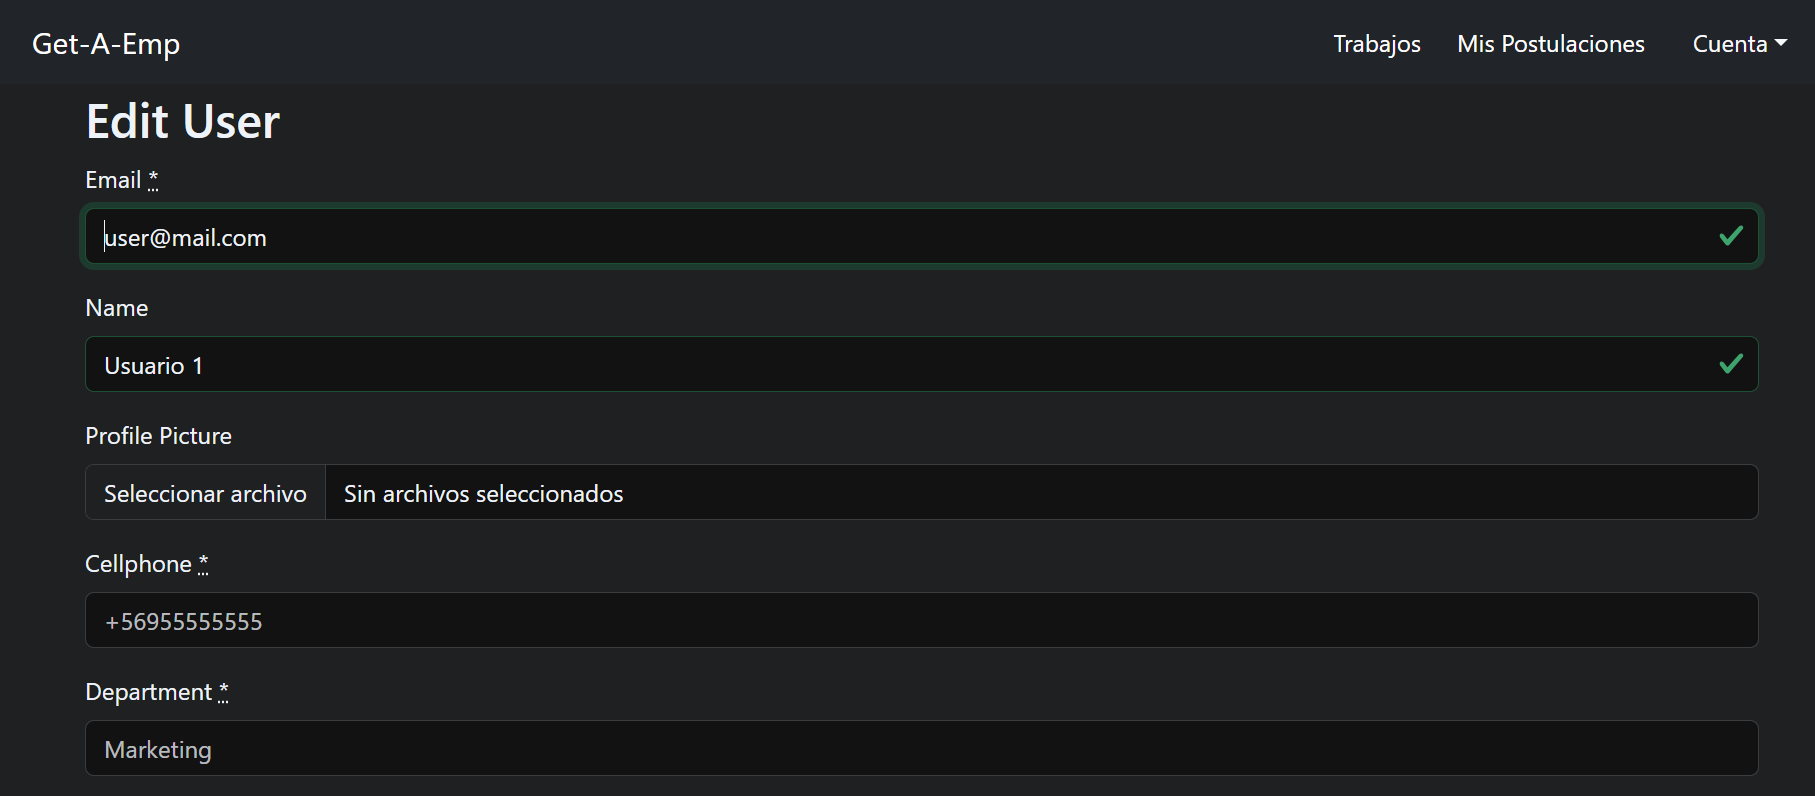 Get-A-Emp
Trabajos
Mis Postulaciones
Cuenta
Edit User
Email *
user@mail.com
Name
Usuario 1
Profile Picture
Seleccionar archivo
Sin archivos seleccionados
Cellphone *
+56955555555
Department *
Marketing